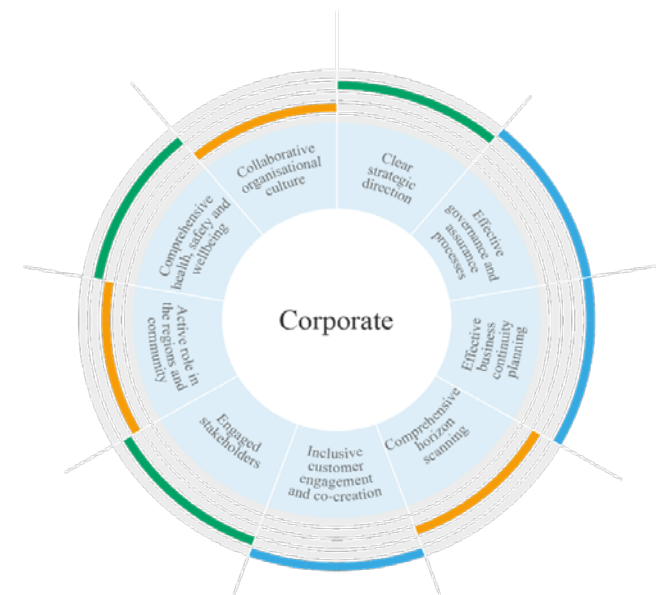 Clear
strategic
direction
Effective
governance and
assurance
processes
Effective
business
continuity
planning
Comprehensive
horizon
scanning
Inclusive
customer
engagement
and co-creation
Engaged
stakeholders
Active role in
the regions and
community
Comprehensive
health, safety and
wellbeing
Collaborative
organisational
culture
Corporate